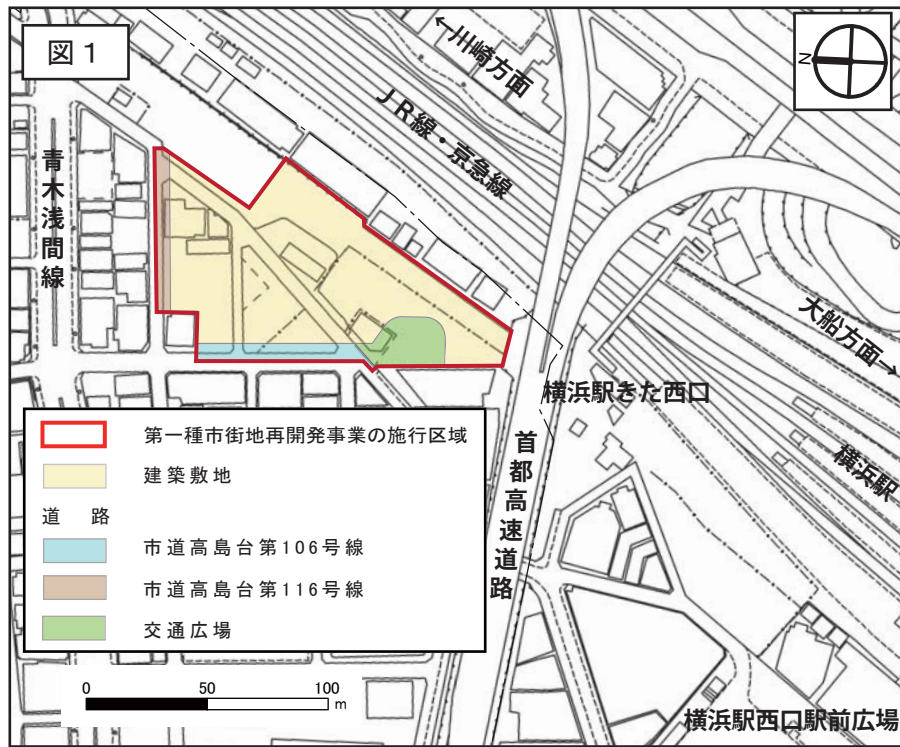 図1
N
←川崎方面
JR線・京急線
青木浅間線
大船方面→
横浜駅きた西口
横浜駅
首都高速道路
第一種市街地再開発事業の施行区域
建築敷地
道路
市道高島台第106号線
市道高島台第116号線
交通広場
0 50 100
m
横浜駅西口駅前広場